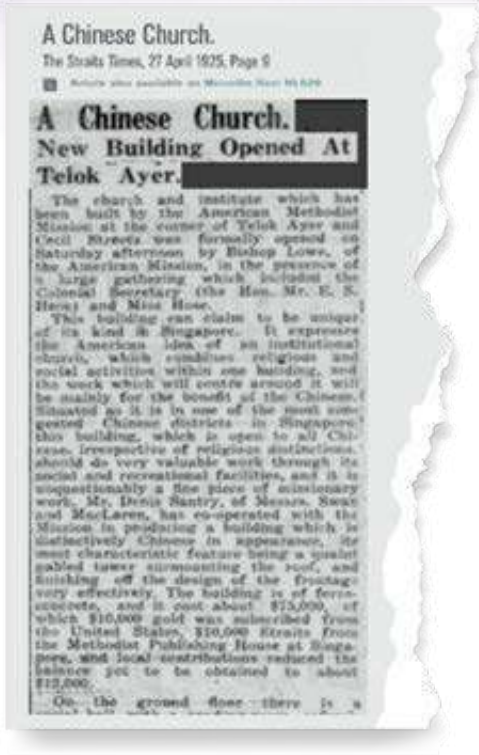 A Chinese Church.
The Straits Times, 27 April 1925, Page 9
Article also available on
A Chinese Church.
New Building Opened At
Telok Ayer.
The church and institute which has
been built by the American Methodist
Mission at the corner of Telok Ayer and
Cecil Streets was formally opened on
Saturday afternoon by Bishop Lowe, of
the American Mission, in the presence of
a large gathering which included the
Colonial Secretary (the Hon. Mr. E. S.
Hose) and Miss Hose.
This building can claim to be unique
of its kind in Singapore. It expresses
the American idea of an institutional
church, which combines religious and
social activities within one building, and
the work which will centre around it will
be mainly for the benefit of the Chinese.
Situated as it is in one of the most con-
gested Chinese districts in Singapore
this building, which is open to all Chi-
nese, irrespective of religious distinctions,
should do very valuable work through its
social and recreational facilities, and it is
unquestionably a fine piece of missionary
work. Mr. Denis Santry, of Messrs. Swan
and MacLaren, has co-operated with the
Mission in producing a building which is
distinctively Chinese in appearance, its
most characteristic feature being a quaint
gabled tower surmounting the roof, and
finishing off the design of the frontage
very effectively. The building is of ferro-
concrete, and it cost about $75,000, of
which $10,000 gold was subscribed from
the United States, $10,000 Straits from
the Methodist Publishing House at Singa-
pore, and local contributions reduced the
balance yet to be obtained to about
$12,000.
On the ground floor there is a